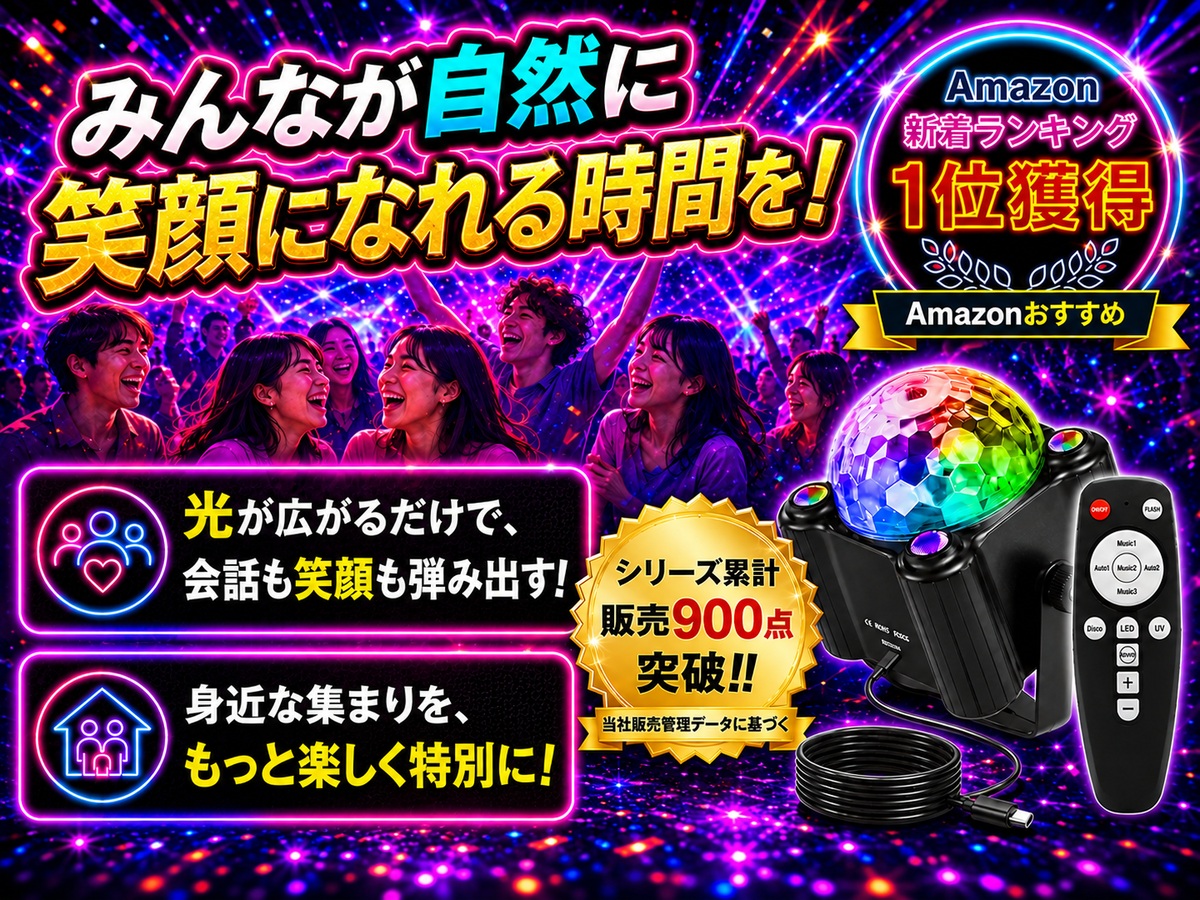 みんなが自然に
笑顔になれる時間を!
Amazon
新着ランキング
1位獲得
Amazonおすすめ
光が広がるだけで、
会話も笑顔も弾み出す!
身近な集まりを、
もっと楽しく特別に!
シリーズ累計
販売900点
突破!!
当社販売管理データに基づく
ON/OFF
FLASH
Music1
Auto1
Music2
Auto2
Music3
Disco
LED
UV
+
−